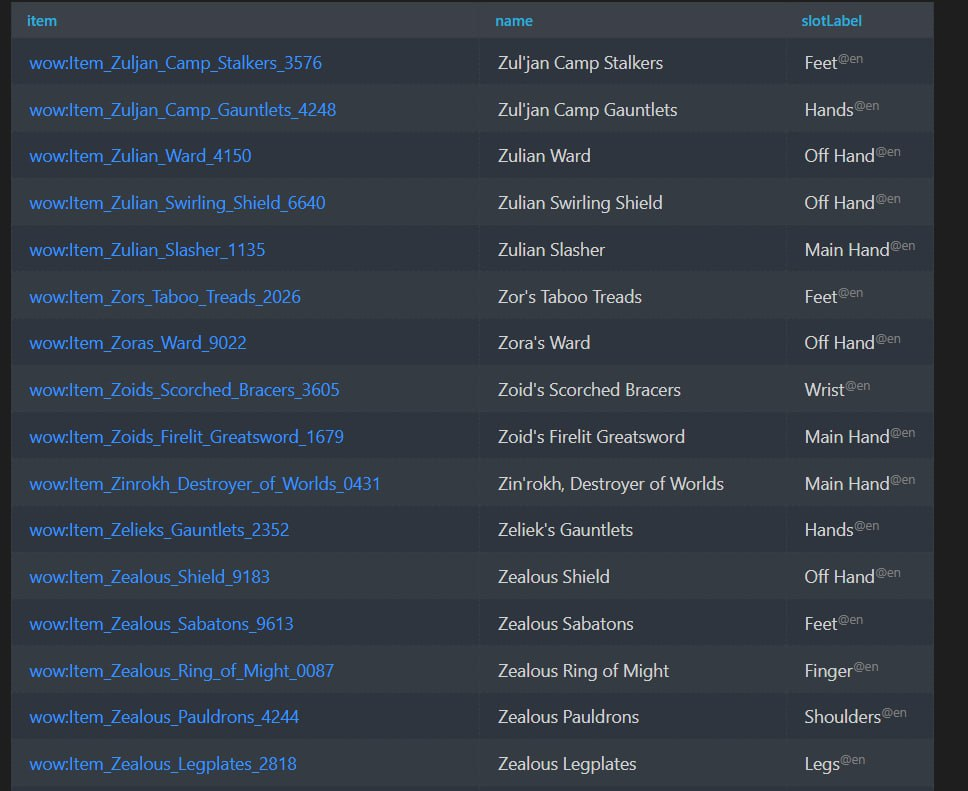 item name slotLabel
wow:Item_Zuljan_Camp_Stalkers_3576 Zul'jan Camp Stalkers Feet@en
wow:Item_Zuljan_Camp_Gauntlets_4248 Zul'jan Camp Gauntlets Hands@en
wow:Item_Zulian_Ward_4150 Zulian Ward Off Hand@en
wow:Item_Zulian_Swirling_Shield_6640 Zulian Swirling Shield Off Hand@en
wow:Item_Zulian_Slasher_1135 Zulian Slasher Main Hand@en
wow:Item_Zors_Taboo_Treads_2026 Zor's Taboo Treads Feet@en
wow:Item_Zoras_Ward_9022 Zora's Ward Off Hand@en
wow:Item_Zoids_Scorched_Bracers_3605 Zoid's Scorched Bracers Wrist@en
wow:Item_Zoids_Firelit_Greatsword_1679 Zoid's Firelit Greatsword Main Hand@en
wow:Item_Zinrokh_Destroyer_of_Worlds_0431 Zin'rokh, Destroyer of Worlds Main Hand@en
wow:Item_Zelieks_Gauntlets_2352 Zeliek's Gauntlets Hands@en
wow:Item_Zealous_Shield_9183 Zealous Shield Off Hand@en
wow:Item_Zealous_Sabatons_9613 Zealous Sabatons Feet@en
wow:Item_Zealous_Ring_of_Might_0087 Zealous Ring of Might Finger@en
wow:Item_Zealous_Pauldrons_4244 Zealous Pauldrons Shoulders@en
wow:Item_Zealous_Legplates_2818 Zealous Legplates Legs@en